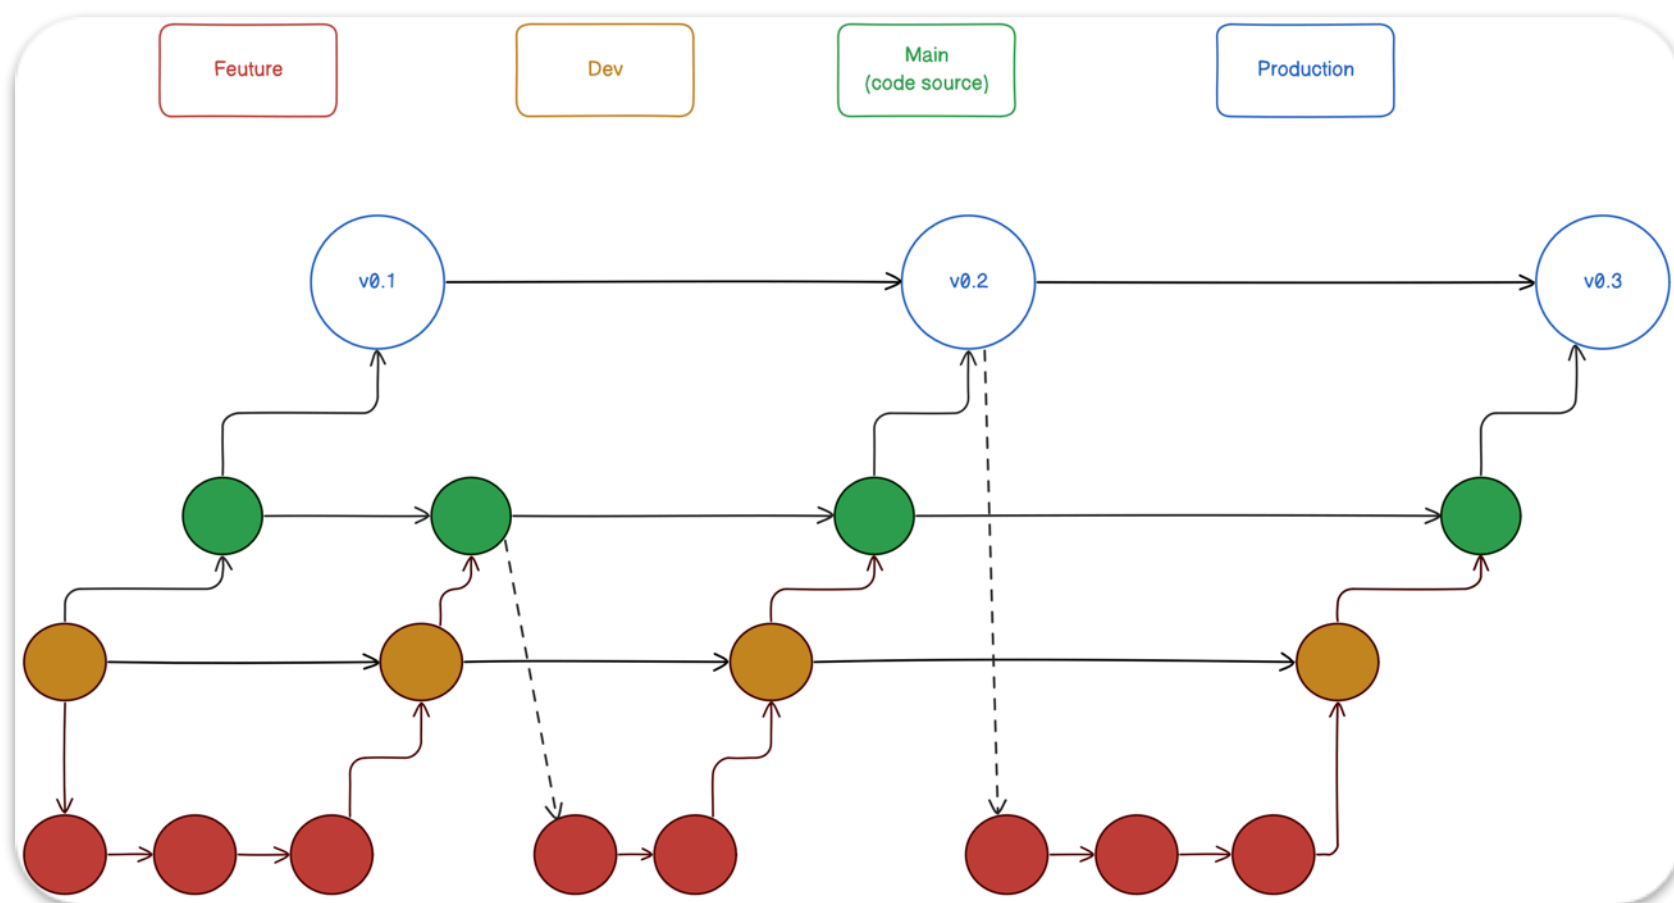 Feuture
Dev
Main
(code source)
Production
v0.1
v0.2
v0.3